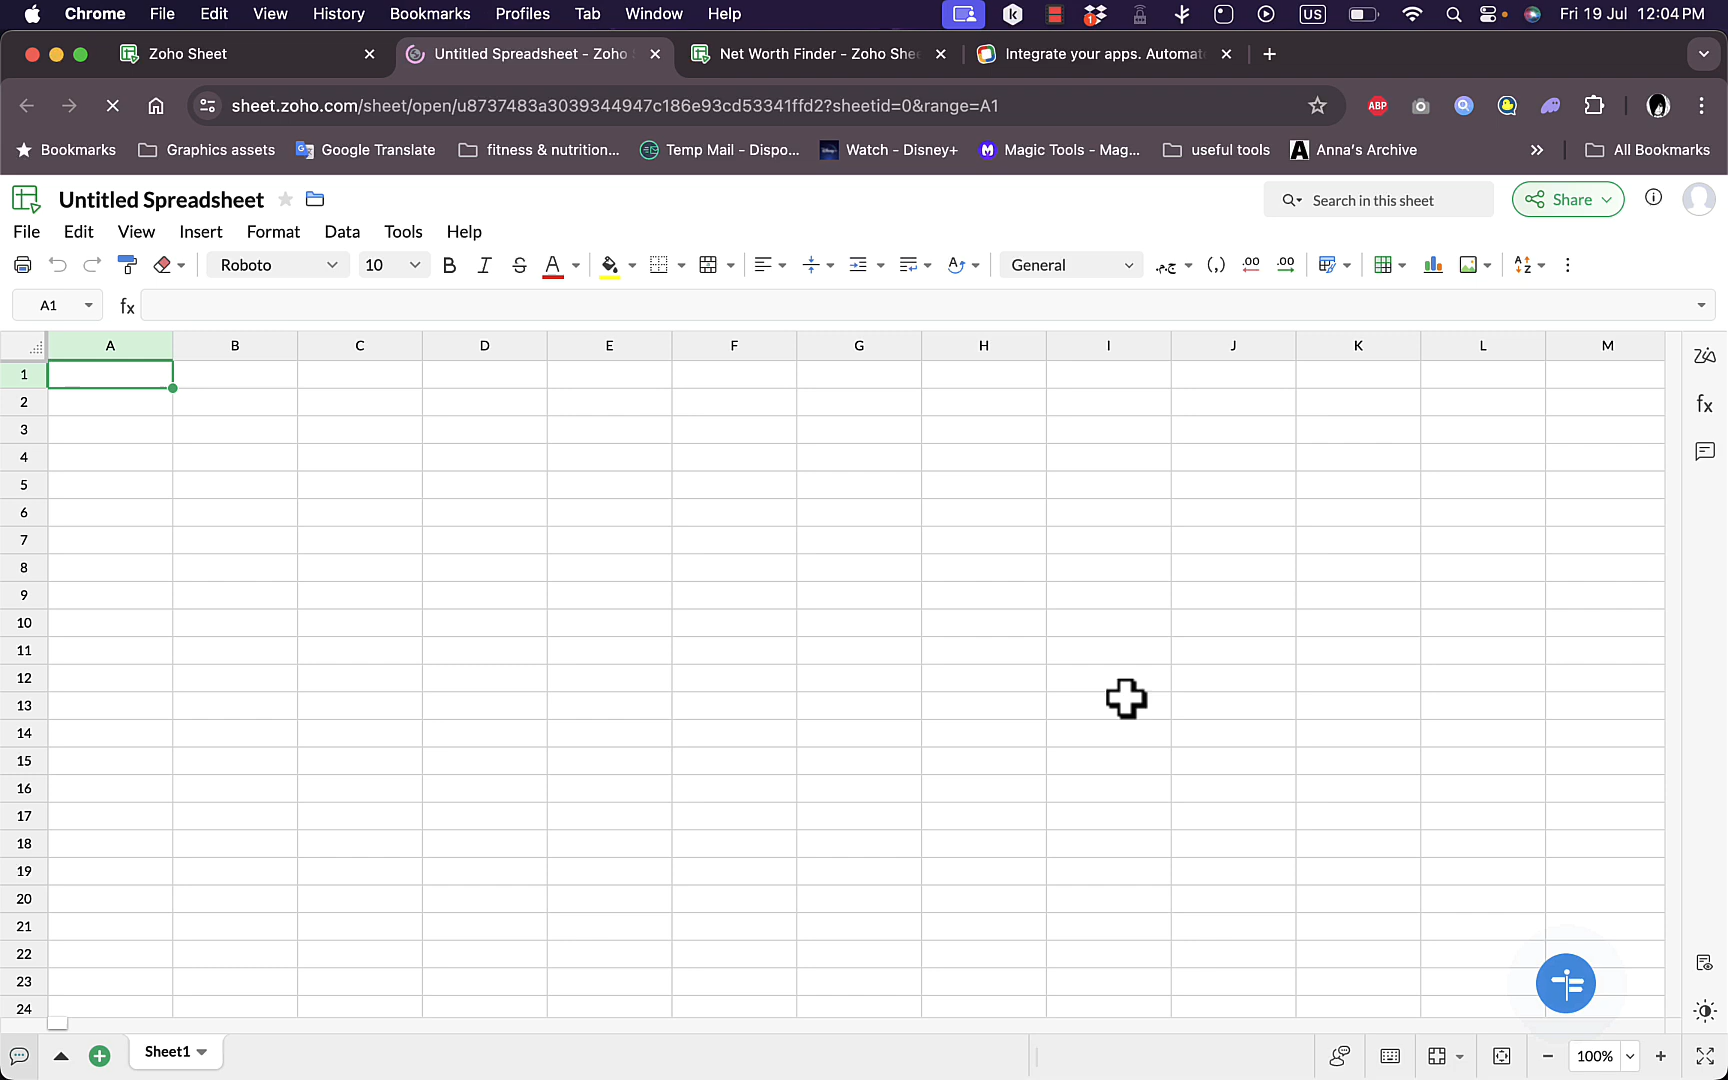 Chrome File Edit View History Bookmarks Profiles Tab Window Help US Fri 19 Jul 12:04 PM
Zoho Sheet Untitled Spreadsheet - Zoho Net Worth Finder - Zoho She Integrate your apps. Automat
sheet.zoho.com/sheet/open/u8737483a3039344947c186e93cd53341ffd2?sheetid=0&range=A1 ABP
Bookmarks Graphics assets Google Translate fitness & nutrition... Temp Mail - Dispo... Watch - Disney+ Magic Tools - Mag... useful tools Anna's Archive » All Bookmarks
Untitled Spreadsheet Search in this sheet Share
File Edit View Insert Format Data Tools Help
Roboto 10 B I S A General ج.م. (,) .00 .00
A1 fx
A B C D E F G H I J K L M
1
2
3
4
5
6
7
8
9
10
11
12
13
14
15
16
17
18
19
20
21
22
23
24
fx
Sheet1 100%